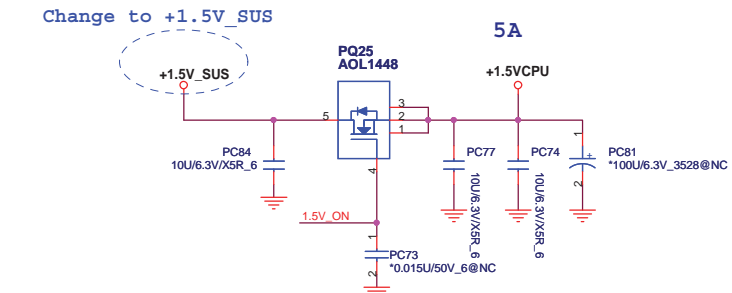 Change to +1.5V_SUS
5A
PQ25
AOL1448
+1.5V_SUS
+1.5VCPU
5
3
2
1
4
PC84
10U/6.3V/X5R_6
PC77
10U/6.3V/X5R_6
PC74
10U/6.3V/X5R_6
1
+
2
PC81
*100U/6.3V_3528@NC
1.5V_ON
1
2
PC73
*0.015U/50V_6@NC